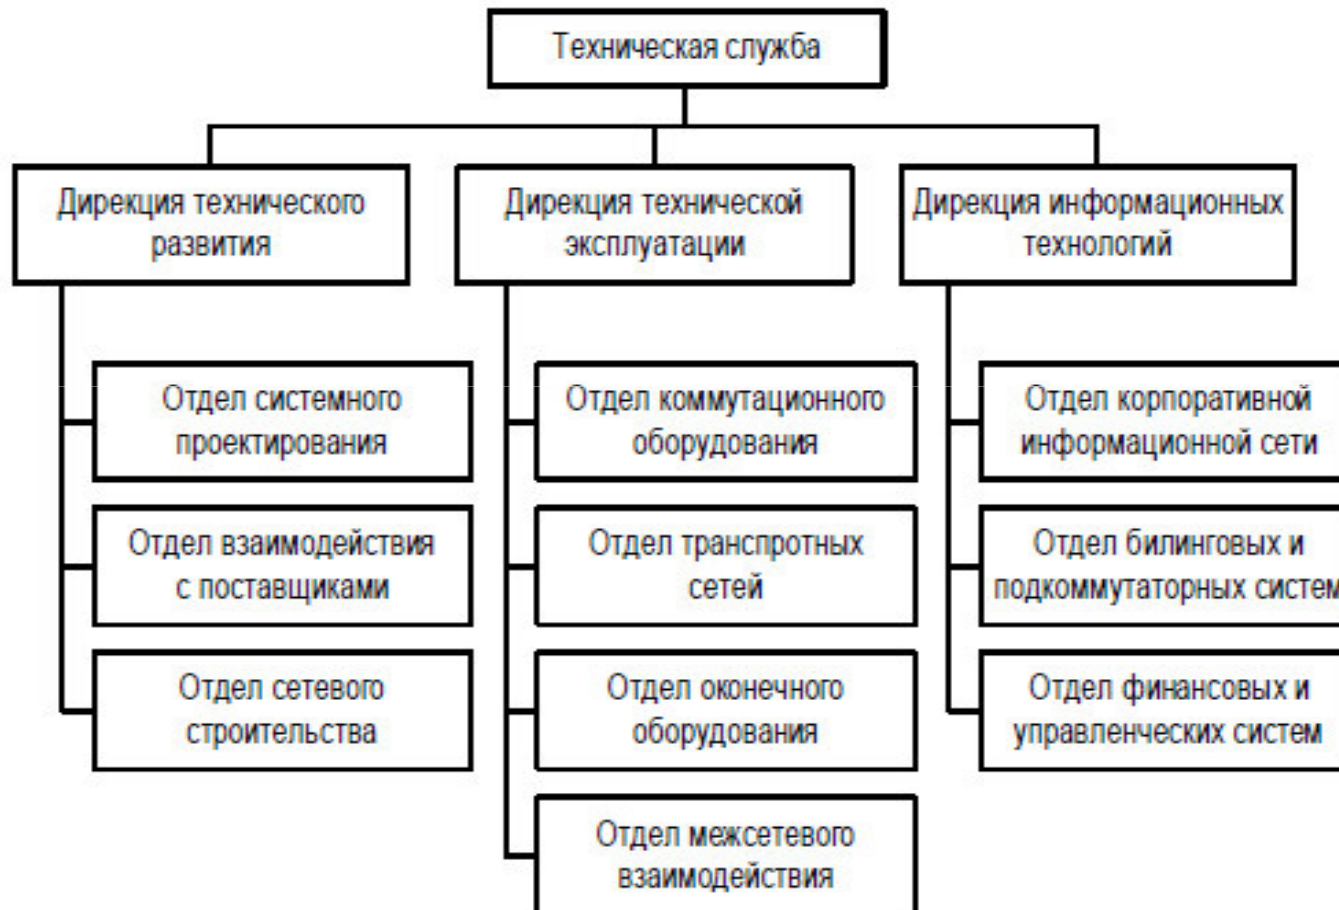 Техническая служба
Дирекция технического
развития
Дирекция технической
эксплуатации
Дирекция информационных
технологий
Отдел системного
проектирования
Отдел взаимодействия
с поставщиками
Отдел сетевого
строительства
Отдел коммутационного
оборудования
Отдел транспротных
сетей
Отдел оконечного
оборудования
Отдел межсетевого
взаимодействия
Отдел корпоративной
информационной сети
Отдел билинговых и
подкоммутаторных систем
Отдел финансовых и
управленческих систем